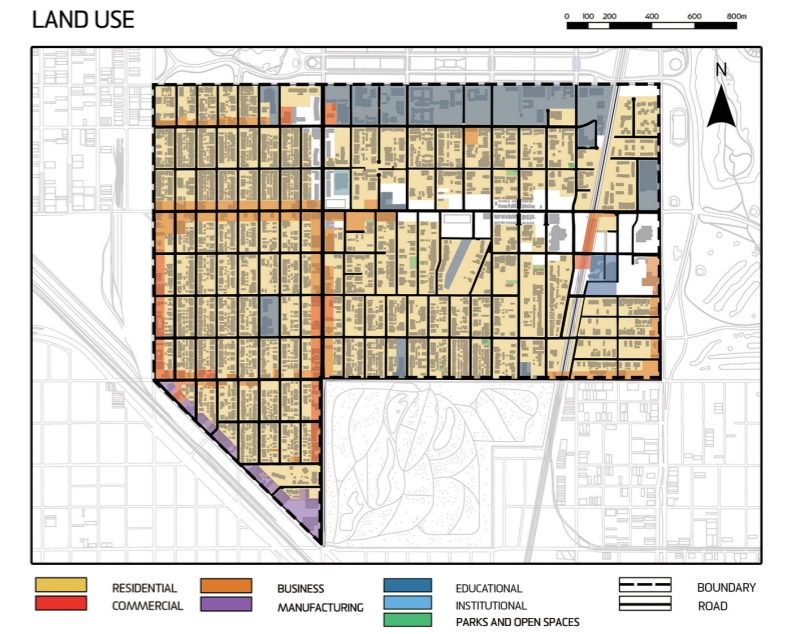 LAND USE
0 100 200 400 600 800m
N
RESIDENTIAL
COMMERCIAL
BUSINESS
MANUFACTURING
EDUCATIONAL
INSTITUTIONAL
PARKS AND OPEN SPACES
BOUNDARY
ROAD